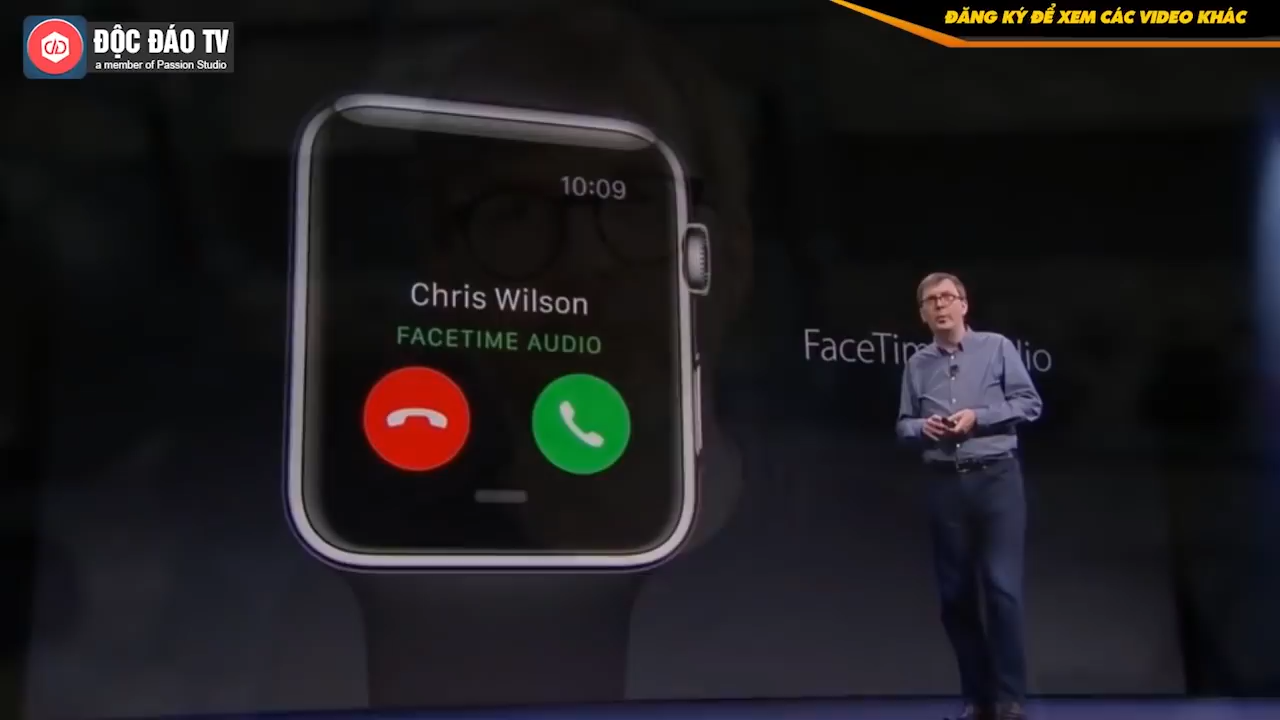 ĐỘC ĐÁO TV
a member of Passion Studio
ĐĂNG KÝ ĐỂ XEM CÁC VIDEO KHÁC
10:09
Chris Wilson
FACETIME AUDIO